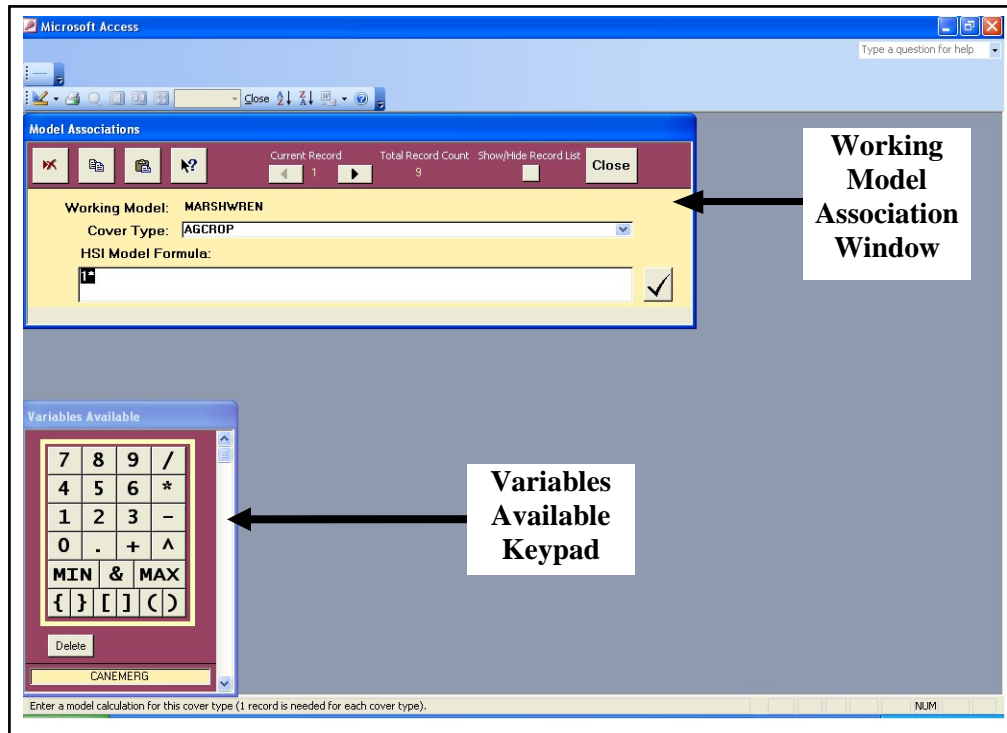 Microsoft Access
Type a question for help
Close
Model Associations
Current Record Total Record Count Show/Hide Record List
1 9
Close
Working Model: MARSHWREN
Cover Type: AGCROP
HSI Model Formula:
1*
Working
Model
Association
Window
Variables Available
7 8 9 /
4 5 6 *
1 2 3 -
0 . + ^
MIN & MAX
{ } [ ] ( )
Delete
CANEMERG
Variables
Available
Keypad
Enter a model calculation for this cover type (1 record is needed for each cover type).
NUM